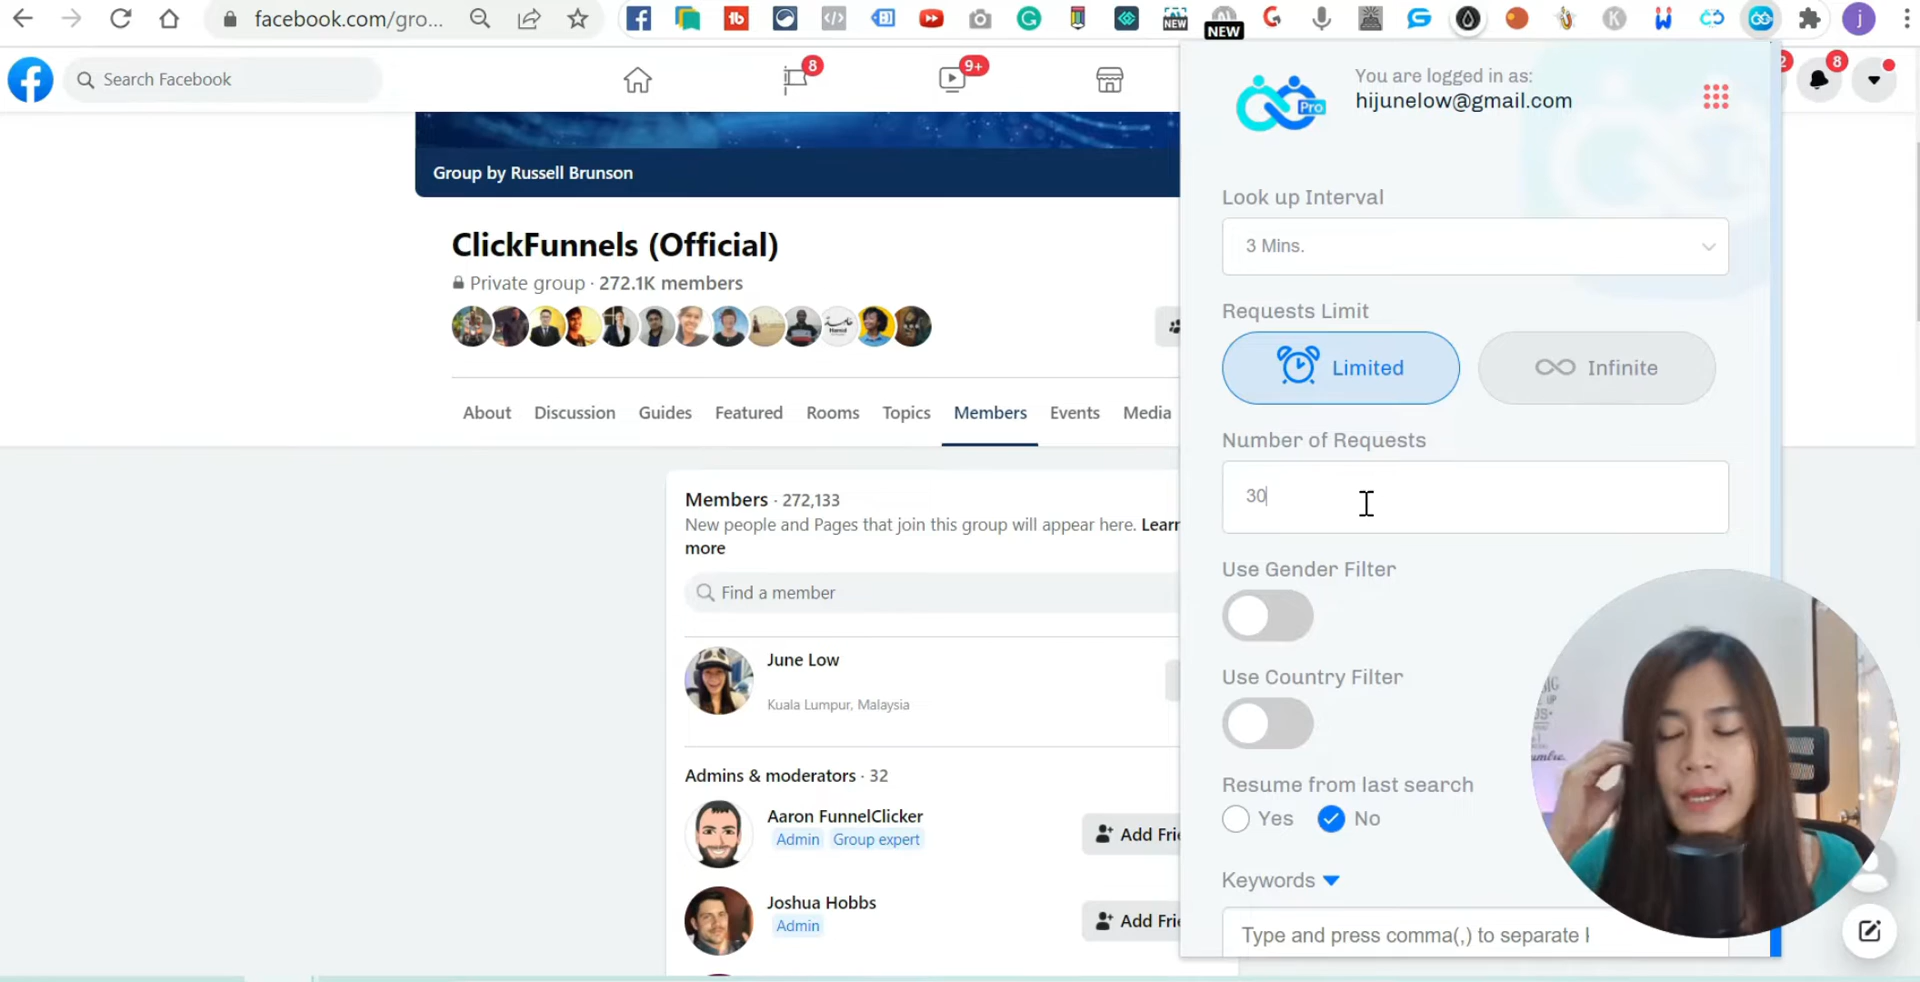 facebook.com/gro...
NEW
NEW
j
Search Facebook
8
9+
2
8
Group by Russell Brunson
ClickFunnels (Official)
Private group · 272.1K members
About
Discussion
Guides
Featured
Rooms
Topics
Members
Events
Media
Members · 272,133
New people and Pages that join this group will appear here. Learn
more
Find a member
June Low
Kuala Lumpur, Malaysia
Admins & moderators · 32
Aaron FunnelClicker
Admin
Group expert
Add Frie
Joshua Hobbs
Admin
Add Frie
Pro
You are logged in as:
hijunelow@gmail.com
Look up Interval
3 Mins.
Requests Limit
Limited
Infinite
Number of Requests
30
Use Gender Filter
Use Country Filter
Resume from last search
Yes
No
Keywords
Type and press comma(,) to separate